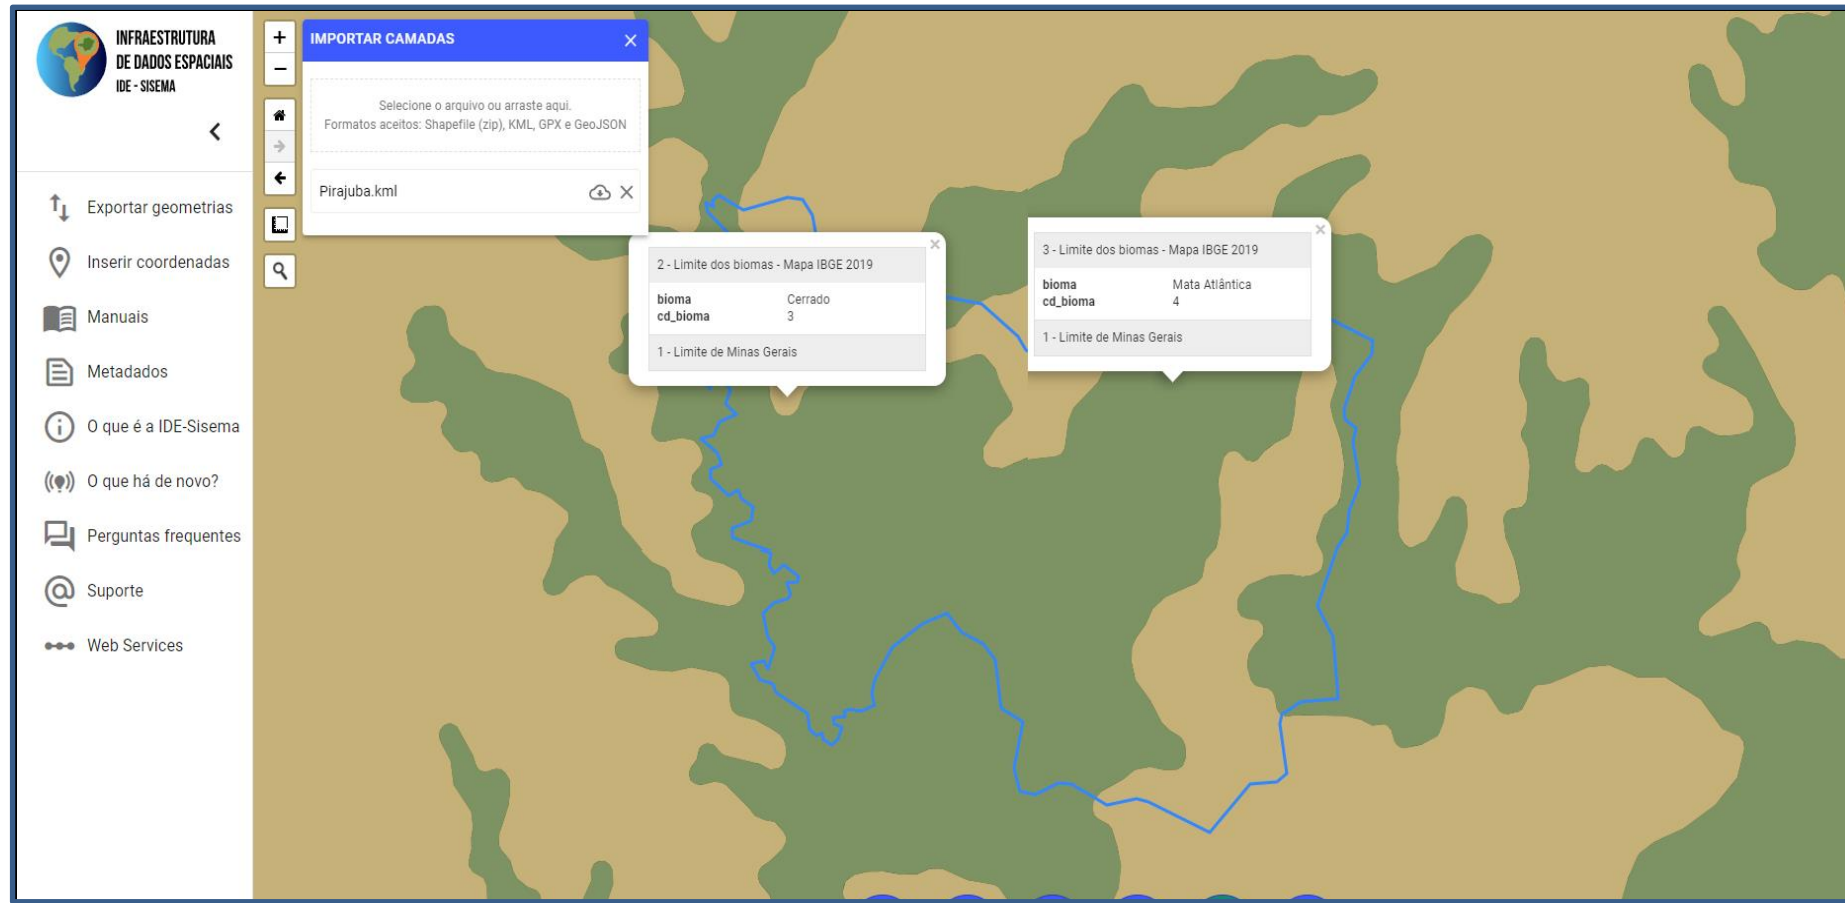 INFRAESTRUTURA
DE DADOS ESPACIAIS
IDE - SISEMA
Exportar geometrias
Inserir coordenadas
Manuais
Metadados
O que é a IDE-Sisema
O que há de novo?
Perguntas frequentes
Suporte
Web Services
+
−
IMPORTAR CAMADAS
Selecione o arquivo ou arraste aqui.
Formatos aceitos: Shapefile (zip), KML, GPX e GeoJSON
Pirajuba.kml
2 - Limite dos biomas - Mapa IBGE 2019
bioma Cerrado
cd_bioma 3
1 - Limite de Minas Gerais
3 - Limite dos biomas - Mapa IBGE 2019
bioma Mata Atlântica
cd_bioma 4
1 - Limite de Minas Gerais